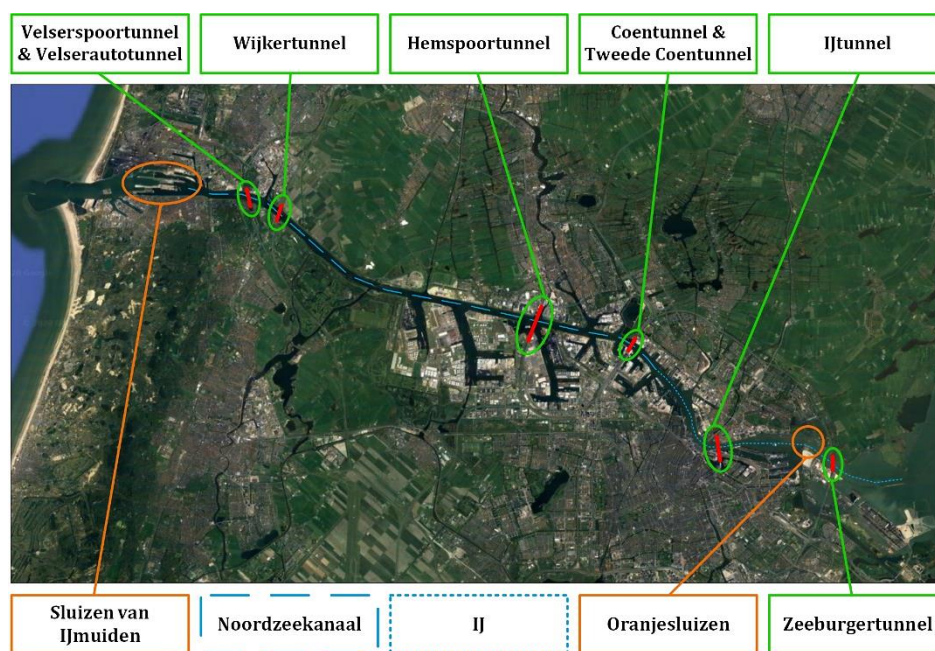 Velserspoortunnel
& Velserautotunnel
Wijkertunnel
Hemspoortunnel
Coentunnel &
Tweede Coentunnel
IJtunnel
Sluizen van
IJmuiden
Noordzeekanaal
IJ
Oranjesluizen
Zeeburgertunnel